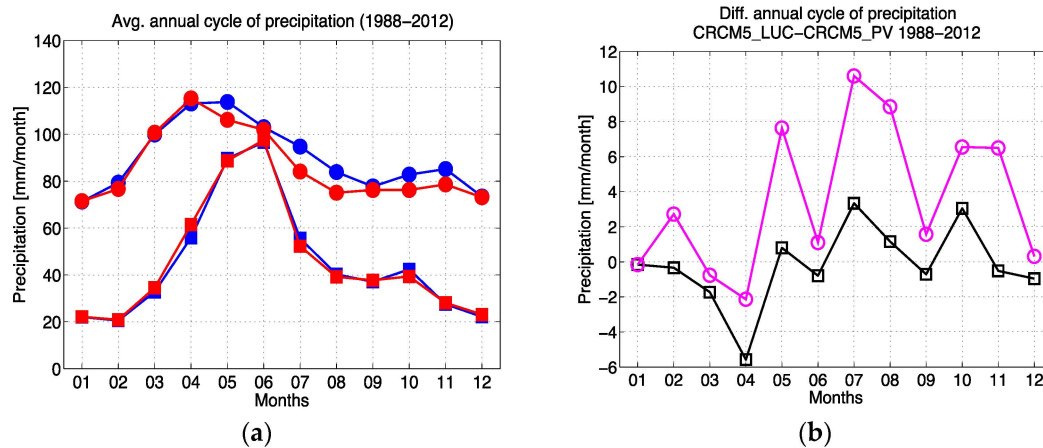 Avg. annual cycle of precipitation (1988−2012)
Precipitation [mm/month]
140
120
100
80
60
40
20
0
01 02 03 04 05 06 07 08 09 10 11 12
Months
(a)
Diff. annual cycle of precipitation
CRCM5_LUC−CRCM5_PV 1988−2012
Precipitation [mm/month]
12
10
8
6
4
2
0
−2
−4
−6
01 02 03 04 05 06 07 08 09 10 11 12
Months
(b)